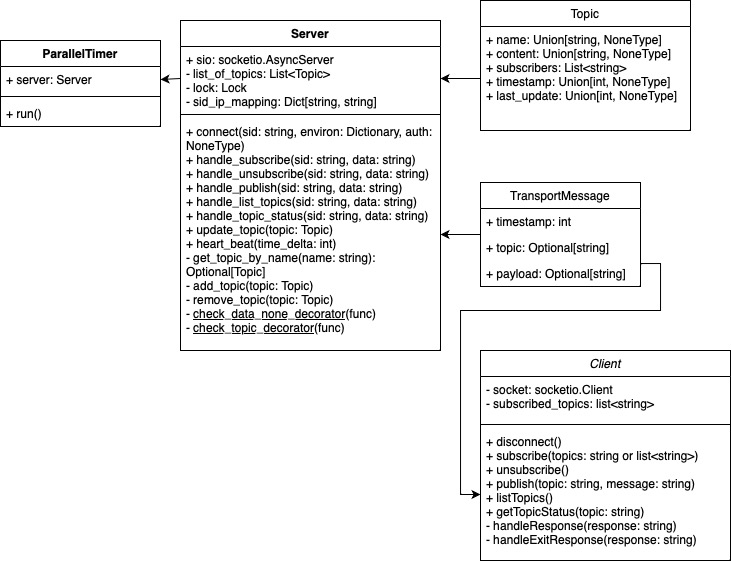 ParallelTimer
+ server: Server
+ run()
Server
+ sio: socketio.AsyncServer
- list_of_topics: List<Topic>
- lock: Lock
- sid_ip_mapping: Dict[string, string]
+ connect(sid: string, environ: Dictionary, auth:
NoneType)
+ handle_subscribe(sid: string, data: string)
+ handle_unsubscribe(sid: string, data: string)
+ handle_publish(sid: string, data: string)
+ handle_list_topics(sid: string, data: string)
+ handle_topic_status(sid: string, data: string)
+ update_topic(topic: Topic)
+ heart_beat(time_delta: int)
- get_topic_by_name(name: string):
Optional[Topic]
- add_topic(topic: Topic)
- remove_topic(topic: Topic)
- check_data_none_decorator(func)
- check_topic_decorator(func)
Topic
+ name: Union[string, NoneType]
+ content: Union[string, NoneType]
+ subscribers: List<string>
+ timestamp: Union[int, NoneType]
+ last_update: Union[int, NoneType]
TransportMessage
+ timestamp: int
+ topic: Optional[string]
+ payload: Optional[string]
Client
- socket: socketio.Client
- subscribed_topics: list<string>
+ disconnect()
+ subscribe(topics: string or list<string>)
+ unsubscribe()
+ publish(topic: string, message: string)
+ listTopics()
+ getTopicStatus(topic: string)
- handleResponse(response: string)
- handleExitResponse(response: string)